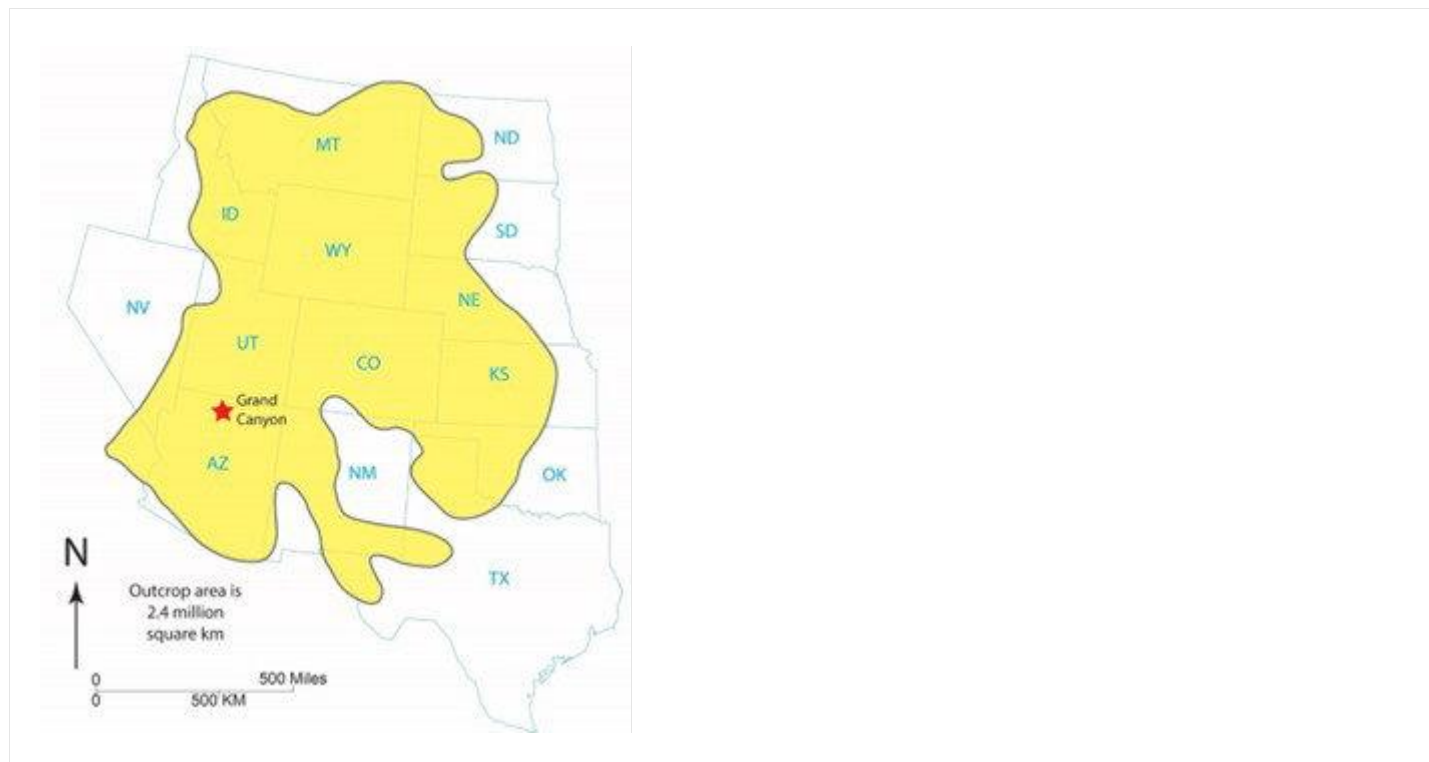 MT
ND
ID
SD
WY
NV
NE
UT
CO
KS
Grand
Canyon
AZ
NM
OK
N
TX
Outcrop area is
2.4 million
square km
0 500 Miles
0 500 KM